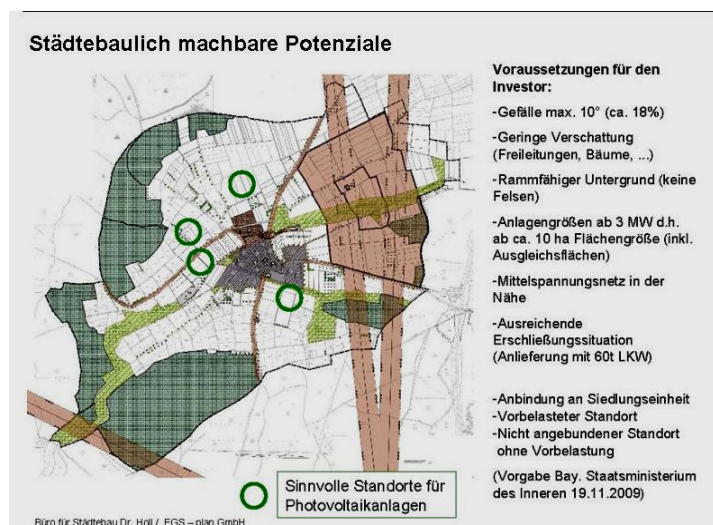 Städtebaulich machbare Potenziale
Voraussetzungen für den
Investor:
-Gefälle max. 10° (ca. 18%)
-Geringe Verschattung
(Freileitungen, Bäume, ...)
-Rammfähiger Untergrund (keine
Felsen)
-Anlagengrößen ab 3 MW d.h.
ab ca. 10 ha Flächengröße (inkl.
Ausgleichsflächen)
-Mittelspannungsnetz in der
Nähe
-Ausreichende
Erschließungssituation
(Anlieferung mit 60t LKW)
-Anbindung an Siedlungseinheit
-Vorbelasteter Standort
-Nicht angebundener Standort
ohne Vorbelastung
(Vorgabe Bay. Staatsministerium
des Inneren 19.11.2009)
Sinnvolle Standorte für
Photovoltaikanlagen
Büro für Städtebau Dr. Holl / EGS – plan GmbH